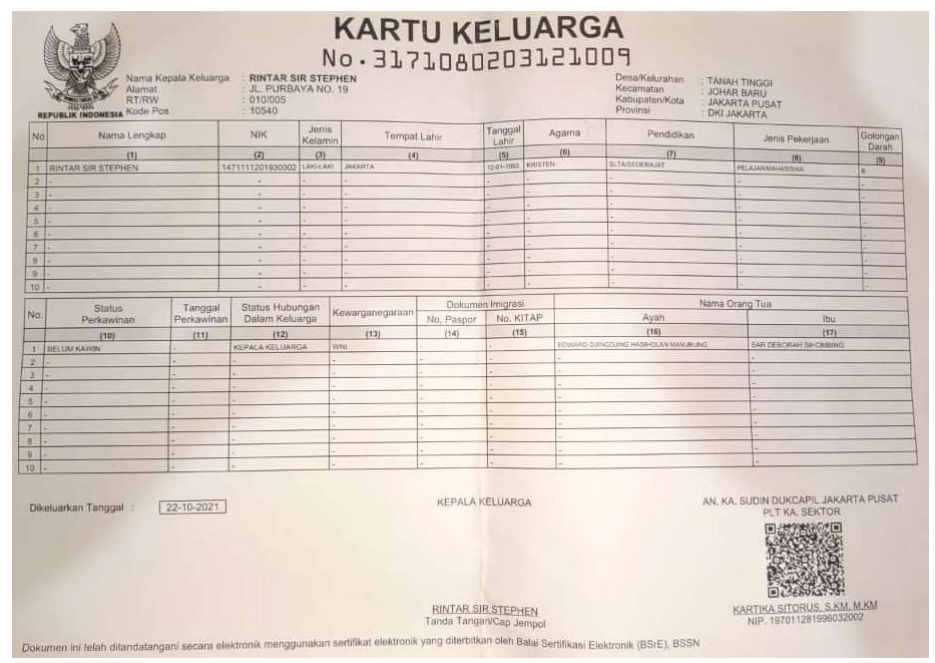 KARTU KELUARGA
No. 3171080203121009
REPUBLIK INDONESIA
Nama Kepala Keluarga : RINTAR SIR STEPHEN
Alamat : JL. PURBAYA NO. 19
RT/RW : 010/005
Kode Pos : 10540
Desa/Kelurahan : TANAH TINGGI
Kecamatan : JOHAR BARU
Kabupaten/Kota : JAKARTA PUSAT
Provinsi : DKI JAKARTA
No Nama Lengkap NIK Jenis Kelamin Tempat Lahir Tanggal Lahir Agama Pendidikan Jenis Pekerjaan Golongan Darah
(1) (2) (3) (4) (5) (6) (7) (8) (9)
1 RINTAR SIR STEPHEN 1471111201930002 LAKI-LAKI JAKARTA 12-01-1993 KRISTEN SLTA/SEDERAJAT PELAJAR/MAHASISWA
2 - - - - - - - - -
3 - - - - - - - - -
4 - - - - - - - - -
5 - - - - - - - - -
6 - - - - - - - - -
7 - - - - - - - - -
8 - - - - - - - - -
9 - - - - - - - - -
10 - - - - - - - - -
No. Status Perkawinan Tanggal Perkawinan Status Hubungan Dalam Keluarga Kewarganegaraan Dokumen Imigrasi Nama Orang Tua
No. Paspor No. KITAP Ayah Ibu
(10) (11) (12) (13) (14) (15) (16) (17)
1 BELUM KAWIN - KEPALA KELUARGA WNI - - EDWARD HASIHOLAN MANURUNG SAR DEBORAH SIHOMBING
2 - - - - - - - -
3 - - - - - - - -
4 - - - - - - - -
5 - - - - - - - -
6 - - - - - - - -
7 - - - - - - - -
8 - - - - - - - -
9 - - - - - - - -
10 - - - - - - - -
Dikeluarkan Tanggal : 22-10-2021
KEPALA KELUARGA
AN. KA. SUDIN DUKCAPIL JAKARTA PUSAT
PLT KA. SEKTOR
RINTAR SIR STEPHEN
Tanda Tangan/Cap Jempol
KARTIKA SITORUS, S.KM, M.KM
NIP. 197011281996032002
Dokumen ini telah ditandatangani secara elektronik menggunakan sertifikat elektronik yang diterbitkan oleh Balai Sertifikasi Elektronik (BSrE), BSSN